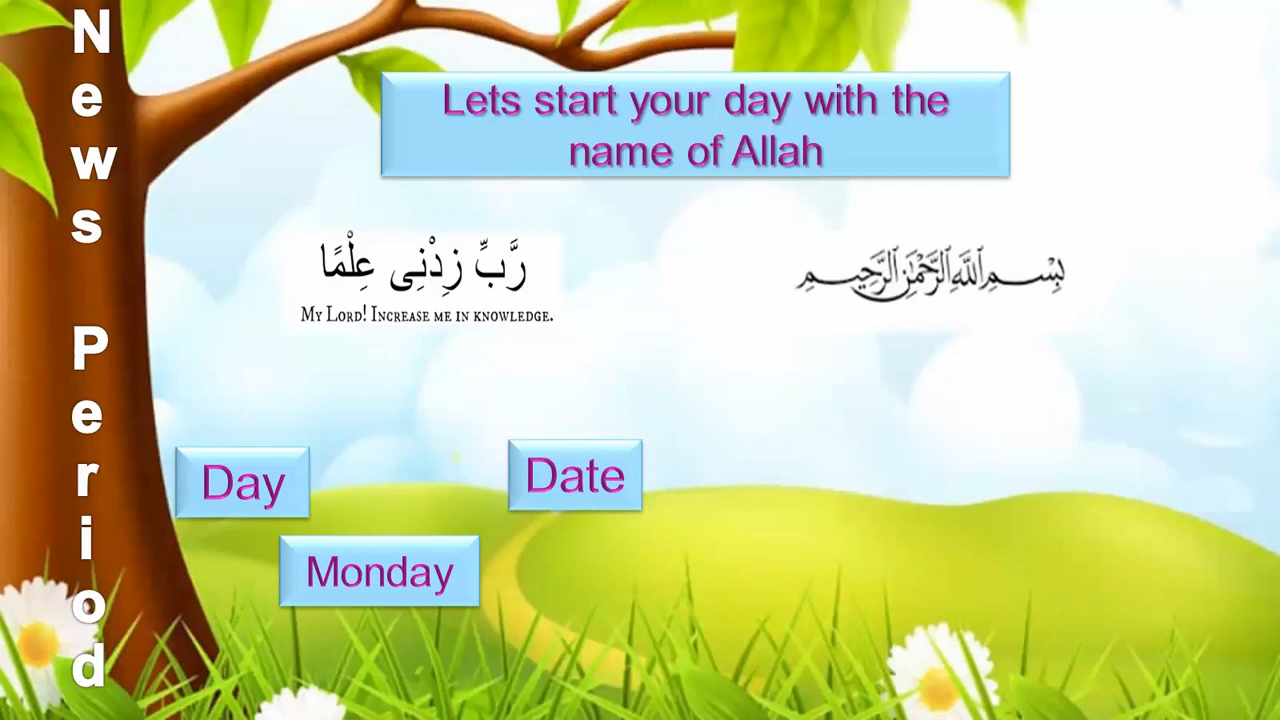 News Period
Lets start your day with the
name of Allah
رَّبِّ زِدْنِى عِلْمًا
My Lord! Increase me in knowledge.
بِسْمِ اللَّهِ الرَّحْمَٰنِ الرَّحِيمِ
Day
Date
Monday